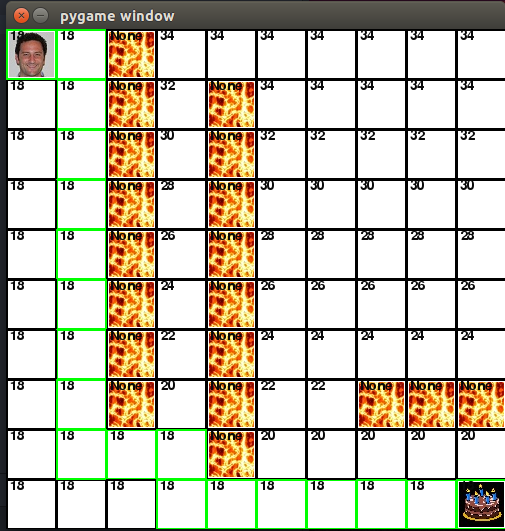 pygame window
18 18 None 34 34 34 34 34 34 34
18 18 None 32 None 34 34 34 34 34
18 18 None 30 None 32 32 32 32 32
18 18 None 28 None 30 30 30 30 30
18 18 None 26 None 28 28 28 28 28
18 18 None 24 None 26 26 26 26 26
18 18 None 22 None 24 24 24 24 24
18 18 None 20 None 22 22 None None None
18 18 18 18 None 20 20 20 20 20
18 18 18 18 18 18 18 18 18